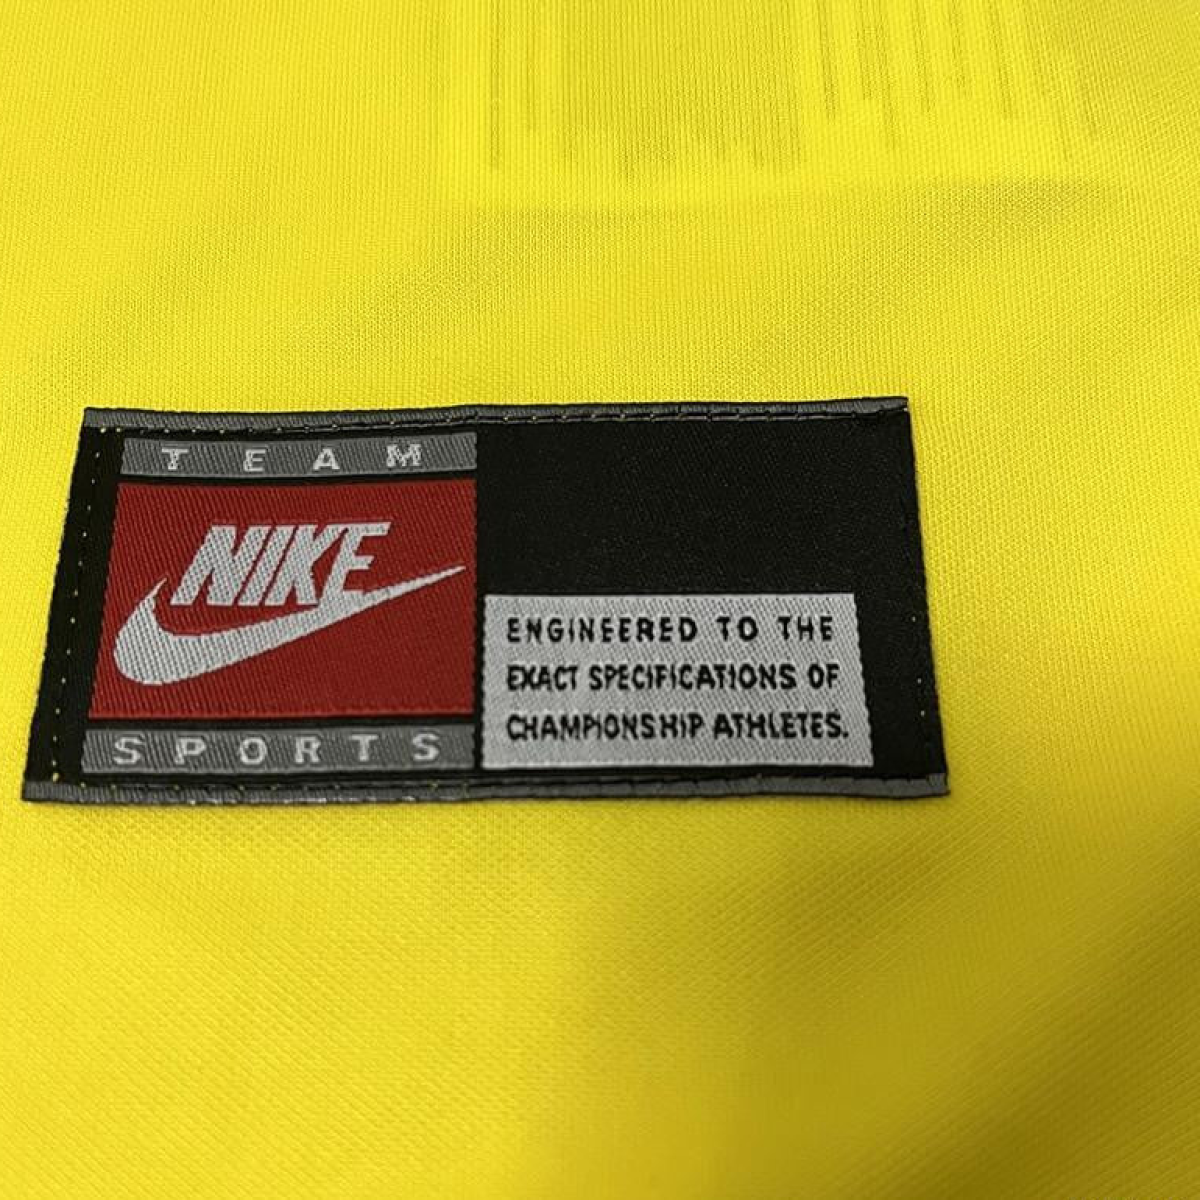 TEAM
NIKE
SPORTS
ENGINEERED TO THE
EXACT SPECIFICATIONS OF
CHAMPIONSHIP ATHLETES.